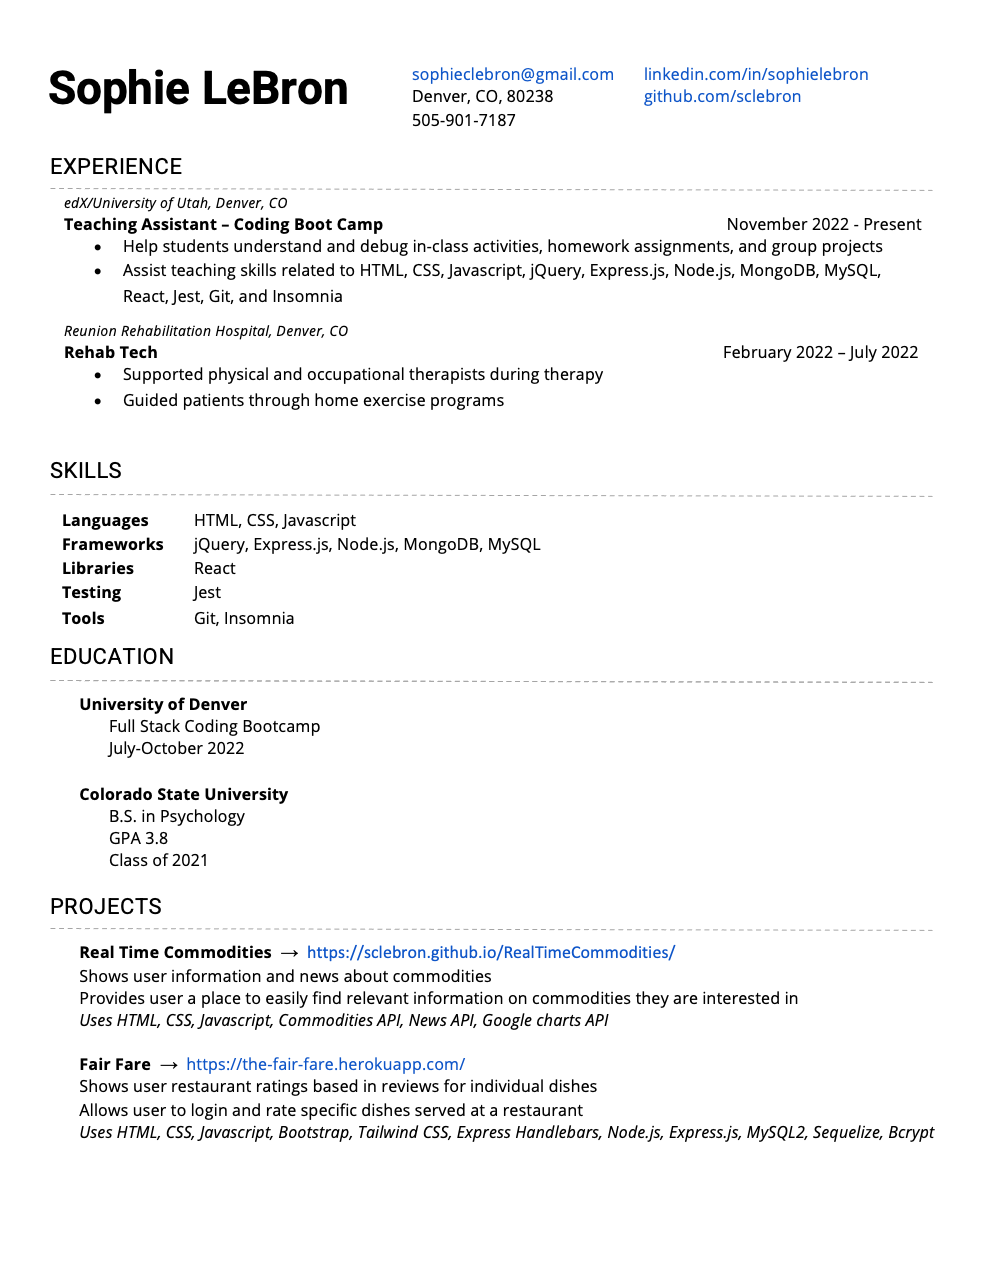 Sophie LeBron
sophieclebron@gmail.com
Denver, CO, 80238
505-901-7187
linkedin.com/in/sophielebron
github.com/sclebron
EXPERIENCE
edX/University of Utah, Denver, CO
Teaching Assistant – Coding Boot Camp November 2022 - Present
• Help students understand and debug in-class activities, homework assignments, and group projects
• Assist teaching skills related to HTML, CSS, Javascript, jQuery, Express.js, Node.js, MongoDB, MySQL,
React, Jest, Git, and Insomnia
Reunion Rehabilitation Hospital, Denver, CO
Rehab Tech February 2022 – July 2022
• Supported physical and occupational therapists during therapy
• Guided patients through home exercise programs
SKILLS
Languages HTML, CSS, Javascript
Frameworks jQuery, Express.js, Node.js, MongoDB, MySQL
Libraries React
Testing Jest
Tools Git, Insomnia
EDUCATION
University of Denver
Full Stack Coding Bootcamp
July-October 2022
Colorado State University
B.S. in Psychology
GPA 3.8
Class of 2021
PROJECTS
Real Time Commodities → https://sclebron.github.io/RealTimeCommodities/
Shows user information and news about commodities
Provides user a place to easily find relevant information on commodities they are interested in
Uses HTML, CSS, Javascript, Commodities API, News API, Google charts API
Fair Fare → https://the-fair-fare.herokuapp.com/
Shows user restaurant ratings based in reviews for individual dishes
Allows user to login and rate specific dishes served at a restaurant
Uses HTML, CSS, Javascript, Bootstrap, Tailwind CSS, Express Handlebars, Node.js, Express.js, MySQL2, Sequelize, Bcrypt